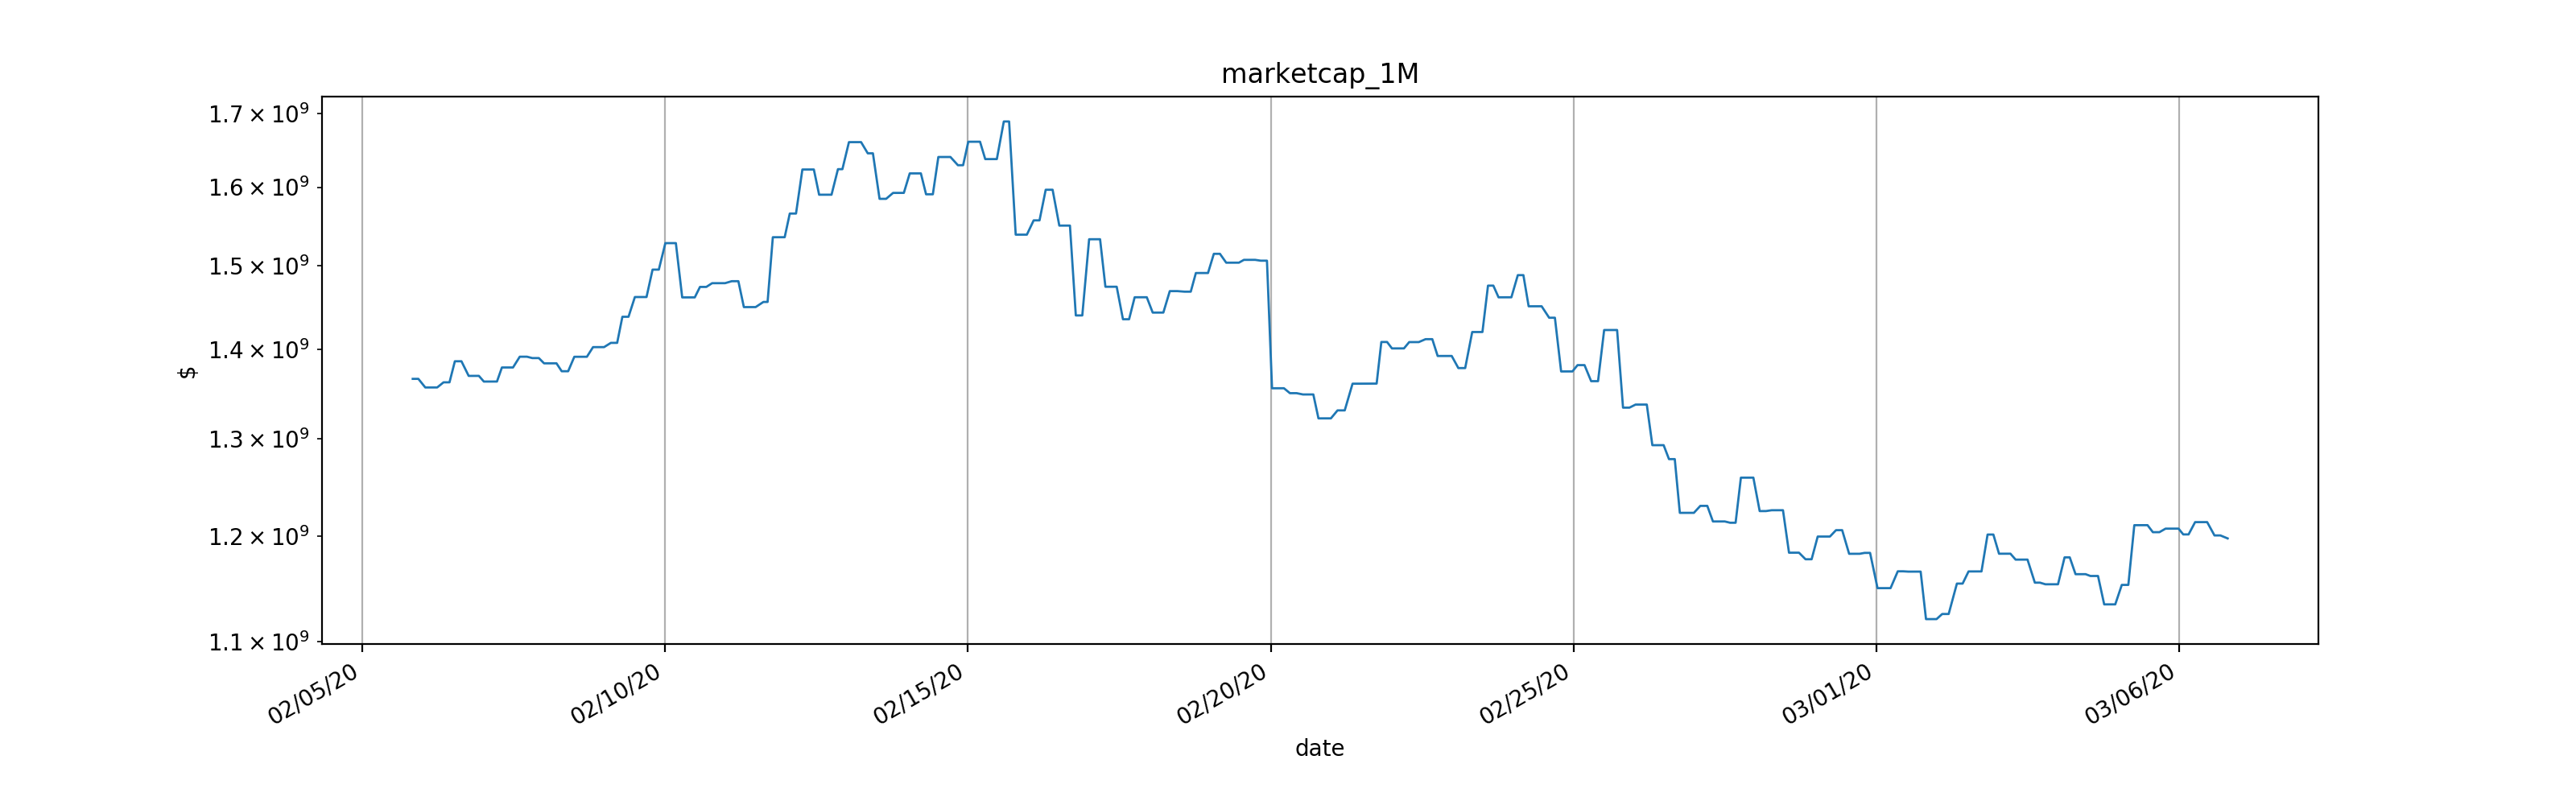 marketcap_1M
1.7 × 10⁹
1.6 × 10⁹
1.5 × 10⁹
1.4 × 10⁹
1.3 × 10⁹
1.2 × 10⁹
1.1 × 10⁹
$
02/05/20 02/10/20 02/15/20 02/20/20 02/25/20 03/01/20 03/06/20
date